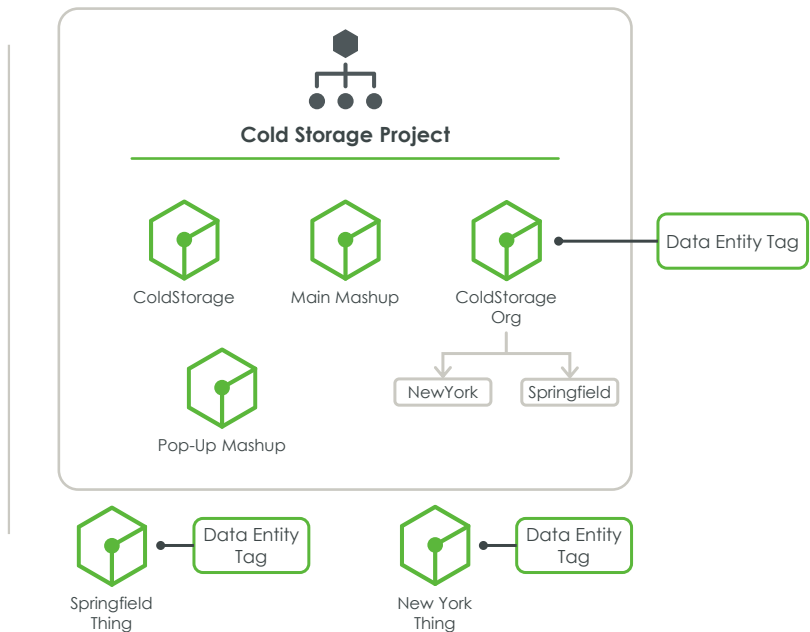 Cold Storage Project
ColdStorage
Main Mashup
ColdStorage
Org
Data Entity Tag
NewYork
Springfield
Pop-Up Mashup
Data Entity
Tag
Data Entity
Tag
Springfield
Thing
New York
Thing